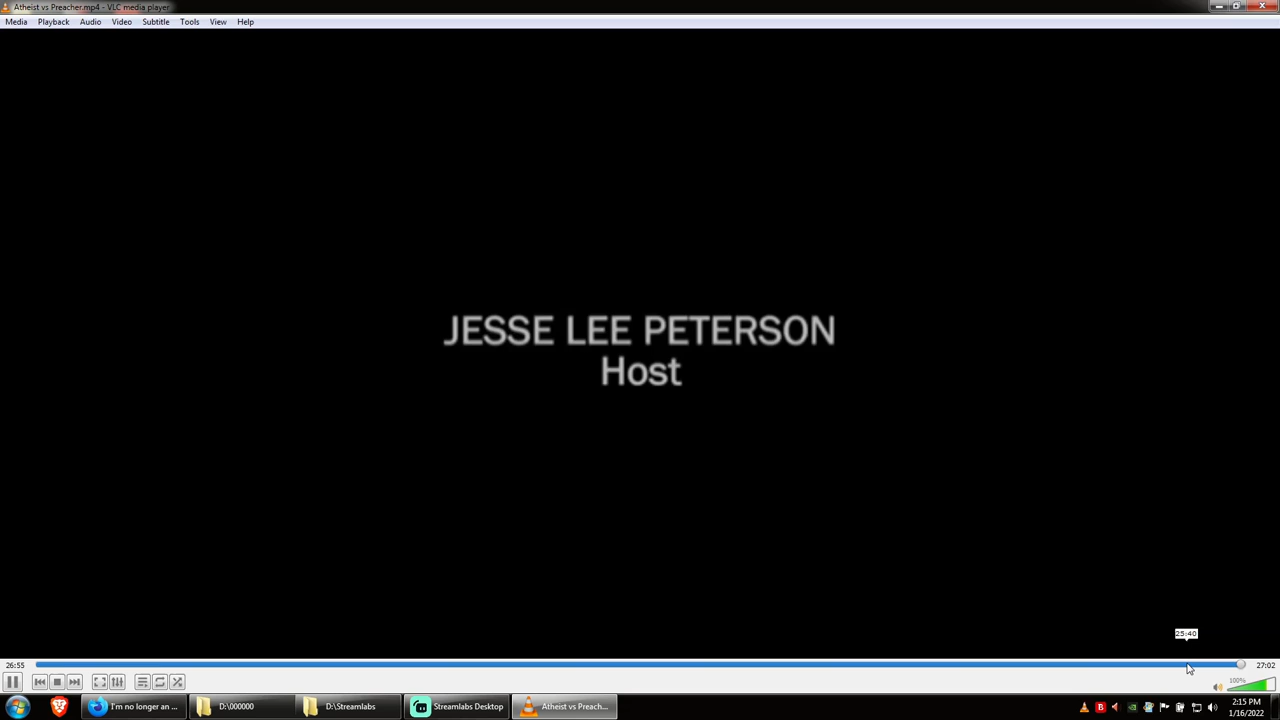 Atheist vs Preacher.mp4 - VLC media player
Media Playback Audio Video Subtitle Tools View Help
JESSE LEE PETERSON
Host
25:40
26:55
27:02
100%
I'm no longer an ...
D:\000000
D:\Streamlabs
Streamlabs Desktop
Atheist vs Preach...
2:15 PM
1/16/2022